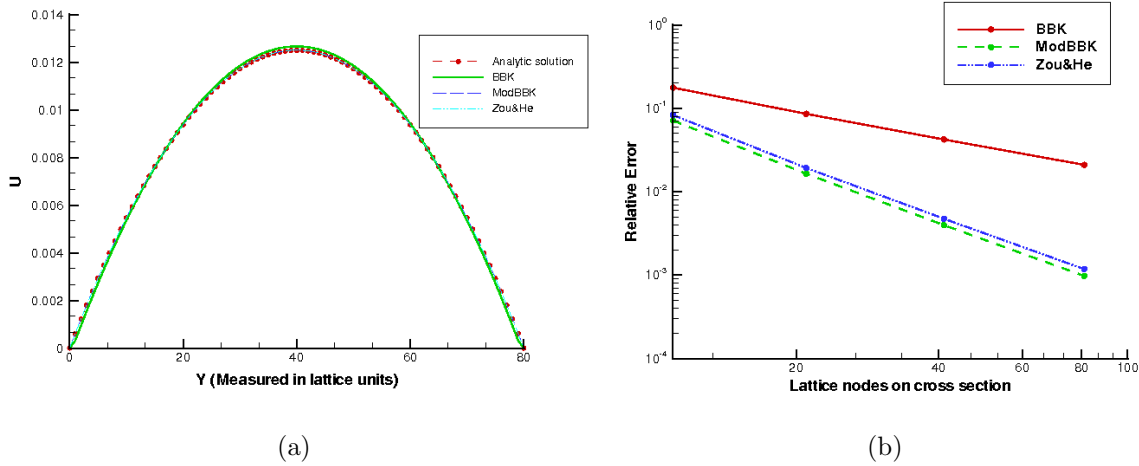 0.014
0.012
0.01
0.008
0.006
0.004
0.002
0
U
0
20
40
60
80
Y (Measured in lattice units)
Analytic solution
BBK
ModBBK
Zou&He
(a)
10^0
10^-1
10^-2
10^-3
10^-4
Relative Error
20
40
60
80
100
Lattice nodes on cross section
BBK
ModBBK
Zou&He
(b)